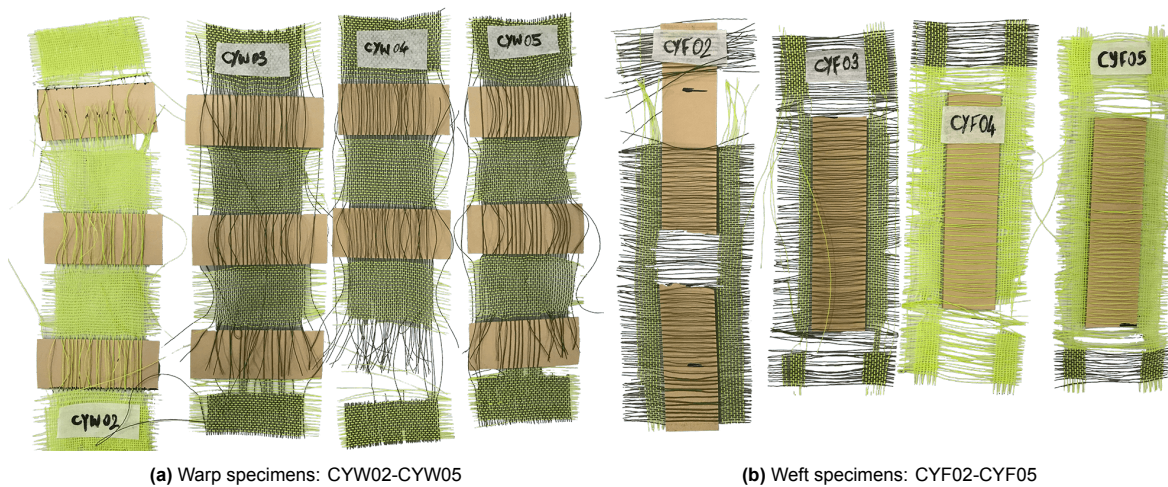 CYW03
CYW04
CYW05
CYW02
CYF02
CYF03
CYF04
CYF05
(a) Warp specimens: CYW02-CYW05
(b) Weft specimens: CYF02-CYF05